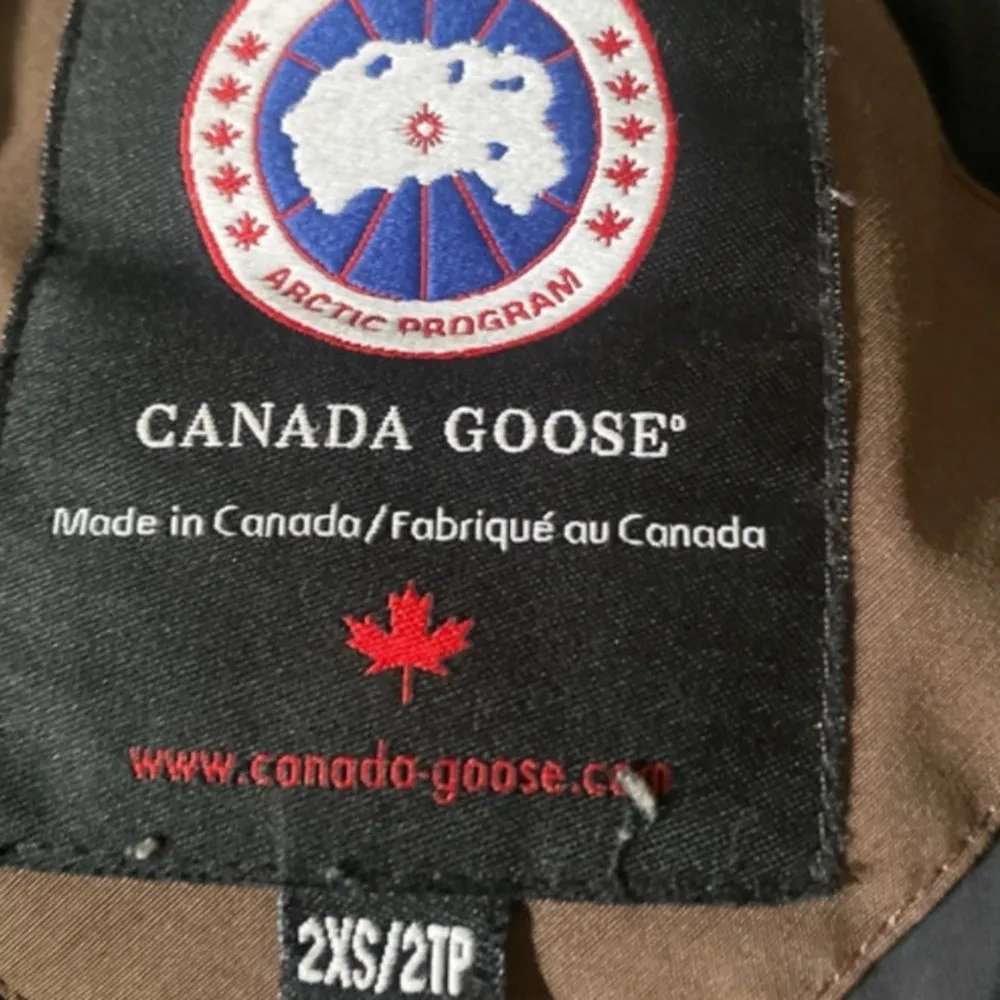 ARCTIC PROGRAM
CANADA GOOSE®
Made in Canada/Fabriqué au Canada
www.canada-goose.com
2XS/2TP